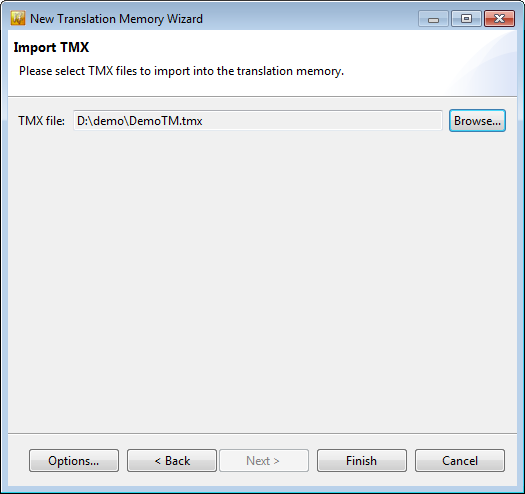 New Translation Memory Wizard
Import TMX
Please select TMX files to import into the translation memory.
TMX file: D:\demo\DemoTM.tmx Browse...
Options... < Back Next > Finish Cancel